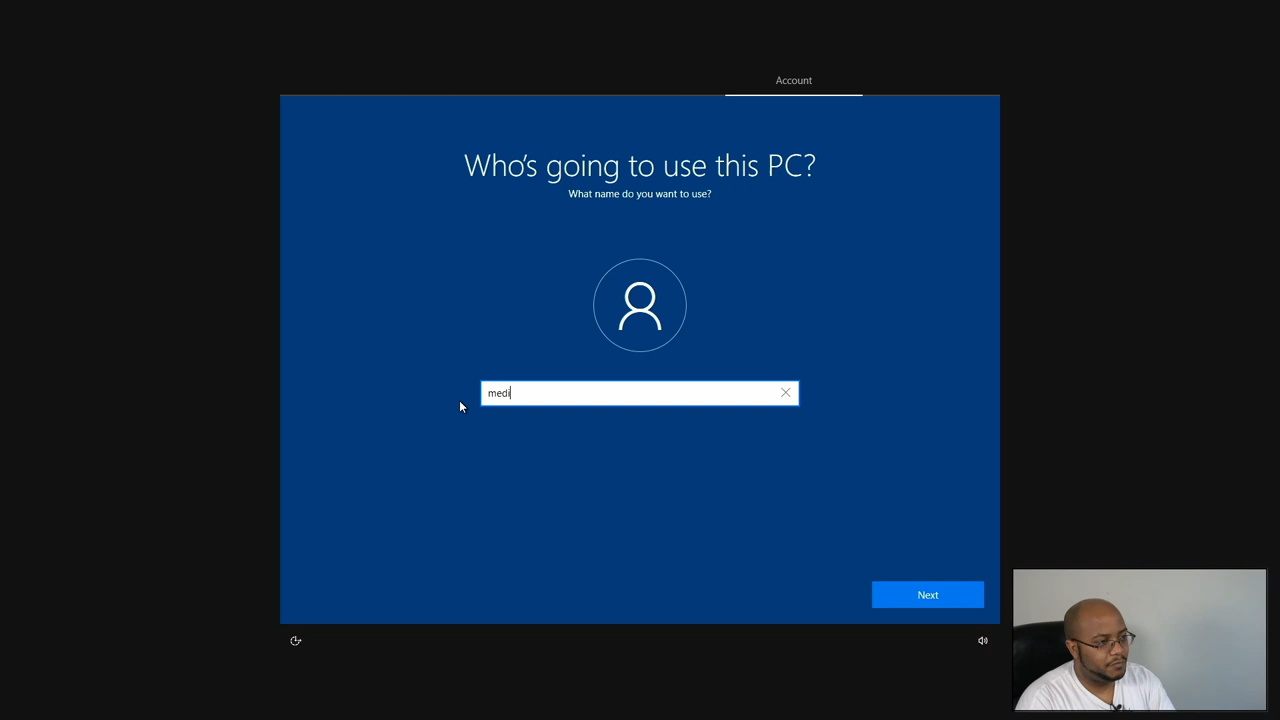 Account
Who's going to use this PC?
What name do you want to use?
medi
Next